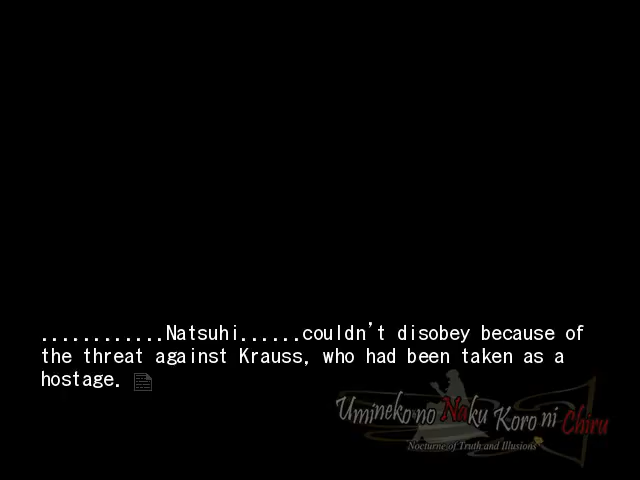 ............Natsuhi......couldn't disobey because of
the threat against Krauss, who had been taken as a
hostage.
Umineko no Naku Koro ni Chiru
Nocturne of Truth and Illusions